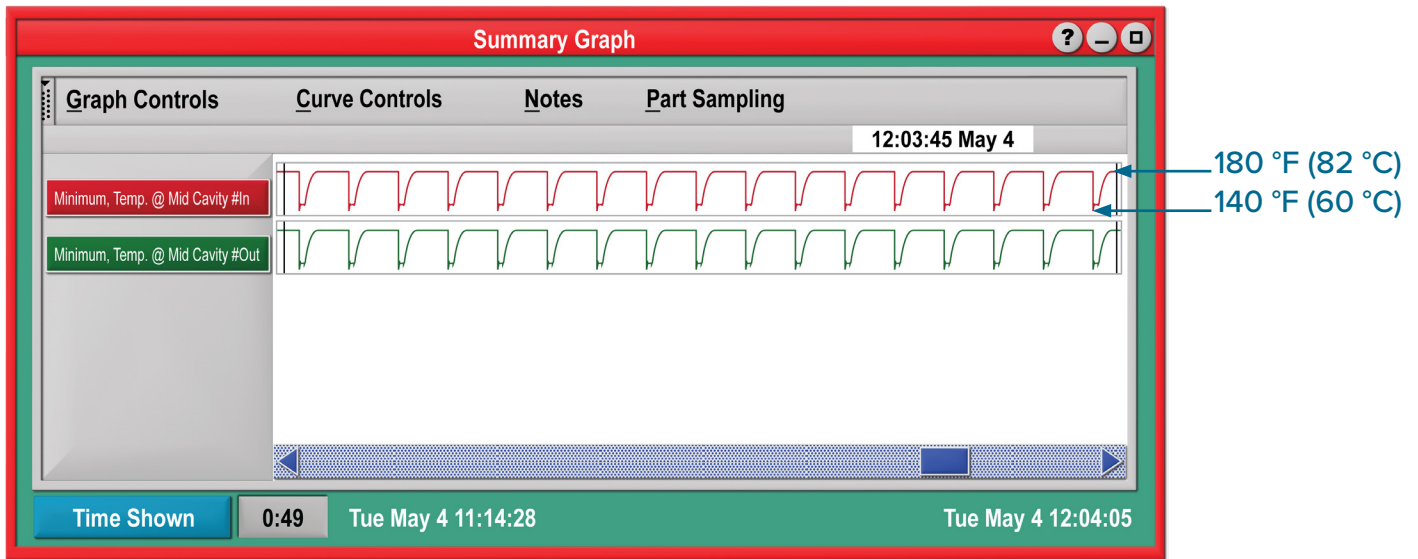 Summary Graph
?
Graph Controls Curve Controls Notes Part Sampling
12:03:45 May 4
180 °F (82 °C)
Minimum, Temp. @ Mid Cavity #In
140 °F (60 °C)
Minimum, Temp. @ Mid Cavity #Out
Time Shown 0:49 Tue May 4 11:14:28 Tue May 4 12:04:05